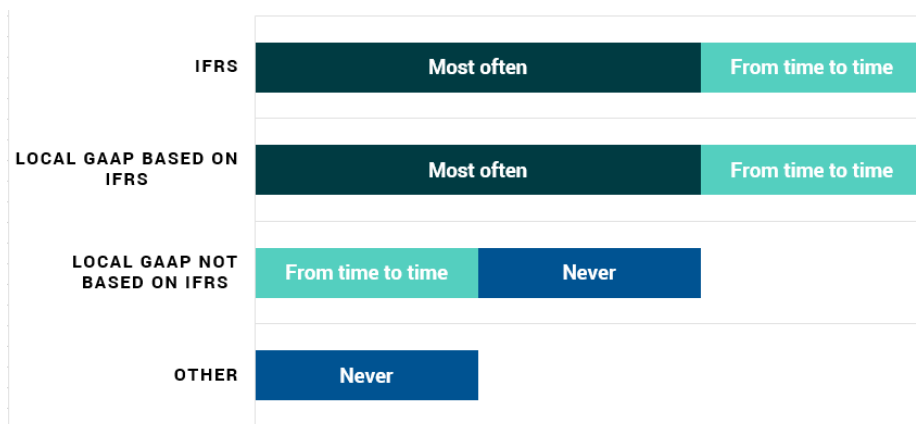 IFRS
Most often From time to time
LOCAL GAAP BASED ON
IFRS
Most often From time to time
LOCAL GAAP NOT
BASED ON IFRS
From time to time Never
OTHER
Never